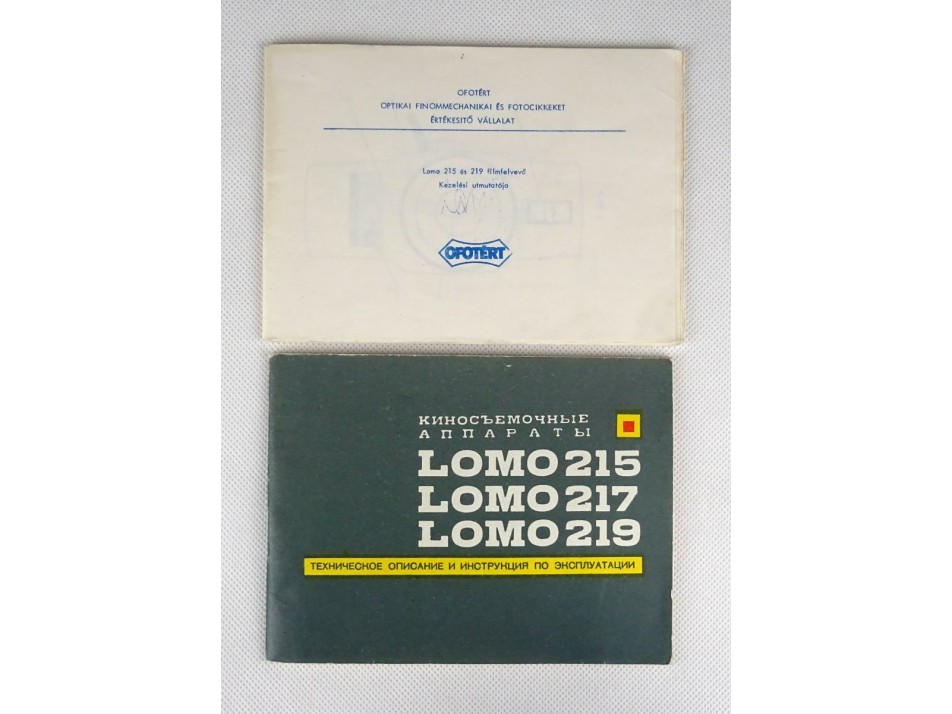 OFOTÉRT
OPTIKAI FINOMMECHANIKAI ÉS FOTOCIKKEKET
ÉRTÉKESITŐ VÁLLALAT
Lomo 215 és 219 filmfelvevő
Kezelési utmutatója
OFOTÉRT
КИНОСЪЕМОЧНЫЕ
АППАРАТЫ
LOMO 215
LOMO 217
LOMO 219
ТЕХНИЧЕСКОЕ ОПИСАНИЕ И ИНСТРУКЦИЯ ПО ЭКСПЛУАТАЦИИ